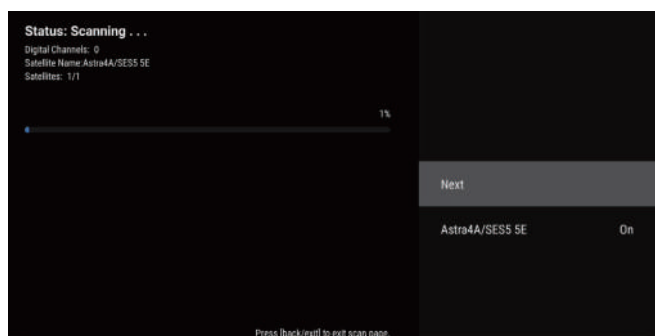 Status: Scanning . . .
Digital Channels: 0
Satellite Name:Astra4A/SES5 5E
Satellites: 1/1
1%
Next
Astra4A/SES5 5E On
Press [back/exit] to exit scan page.